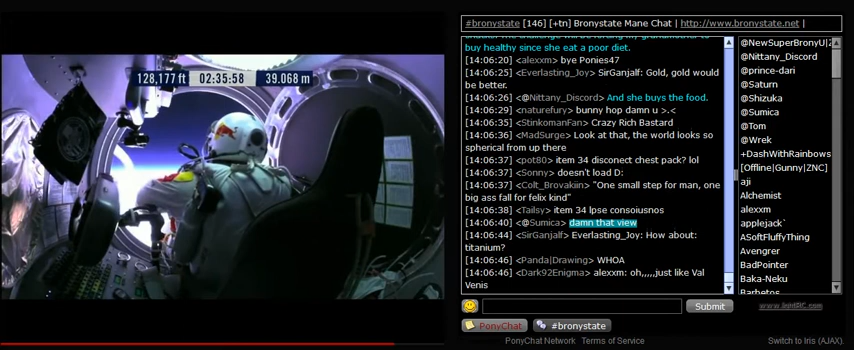 #bronystate [146] [+tn] Bronystate Mane Chat | http://www.bronystate.net |
128,177 ft 02:35:58 39.068 m
buy healthy since she eat a poor diet.
[14:06:20] <alexxm> bye Ponies47
[14:06:25] <Everlasting_Joy> SirGanjalf: Gold, gold would
be better.
[14:06:26] <@Nittany_Discord> And she buys the food.
[14:06:29] <naturefury> bunny hop damn u >.<
[14:06:35] <StinkomanFan> Crazy Rich Bastard
[14:06:36] <MadSurge> Look at that, the world looks so
spherical from up there
[14:06:37] <pot80> item 34 disconect chest pack? lol
[14:06:37] <Sonny> doesn't load D:
[14:06:37] <Colt_Brovakiin> "One small step for man, one
big ass fall for felix kind"
[14:06:38] <Tailsy> item 34 lpse consoiusnos
[14:06:40] <@Sumica> damn that view
[14:06:44] <SirGanjalf> Everlasting_Joy: How about:
titanium?
[14:06:46] <Panda|Drawing> WHOA
[14:06:46] <Dark92Enigma> alexxm: oh,,,,,just like Val
Venis
@NewSuperBronyU|
@Nittany_Discord
@prince-dari
@Saturn
@Shizuka
@Sumica
@Tom
@Wrek
+DashWithRainbows
[Offline|Gunny|ZNC]
aji
Alchemist
alexxm
applejack`
ASoftFluffyThing
Avengrer
BadPointer
Baka-Neku
Barbetos
Submit
PonyChat #bronystate
PonyChat Network Terms of Service
Switch to Iris (AJAX).